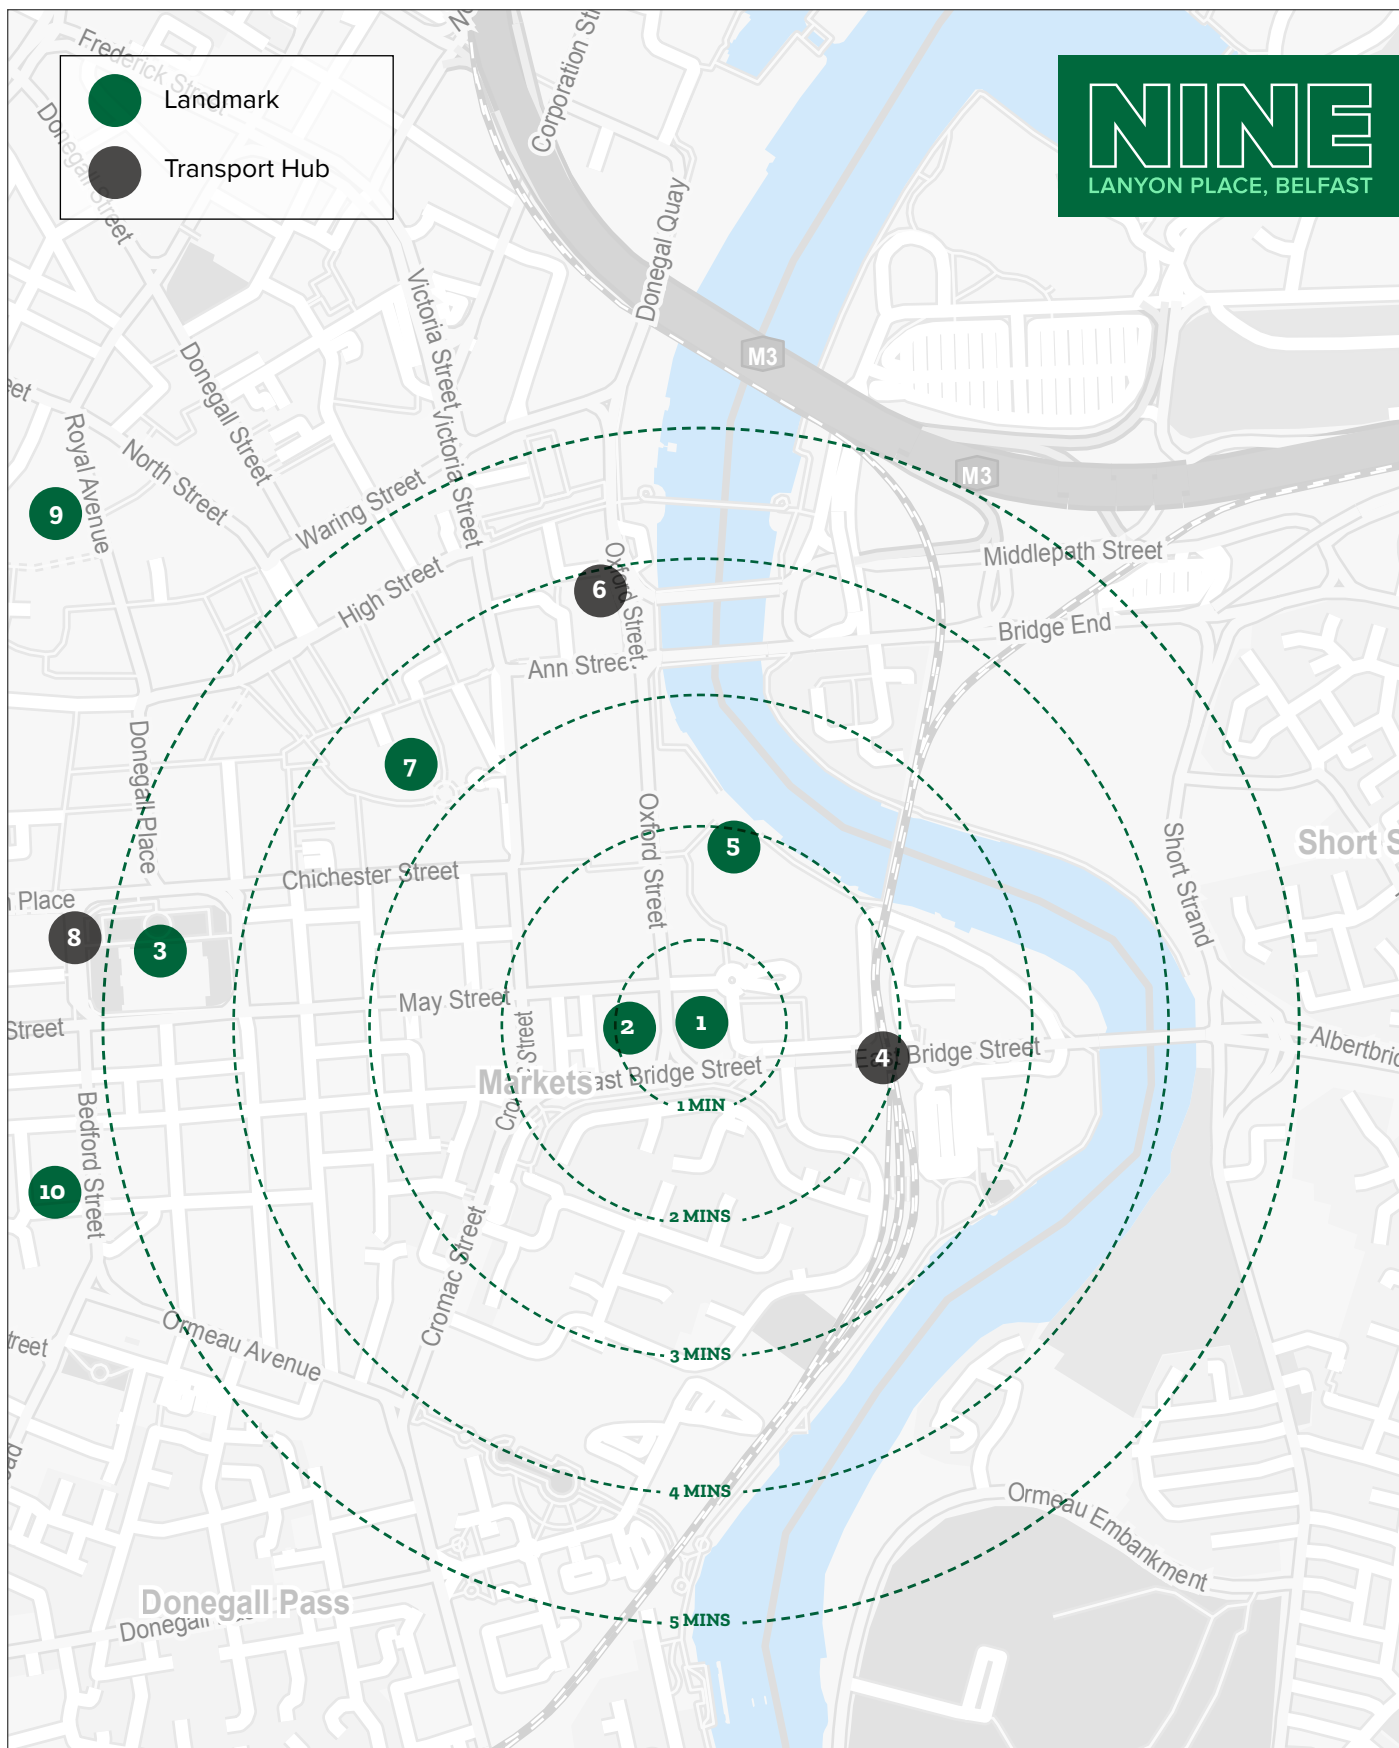 Landmark
Transport Hub
NINE
LANYON PLACE, BELFAST
Frederick Street
Donegall Street
Corporation
Donegal Quay
Victoria Street
Victoria Street
M3
M3
Donegall Street
Royal Avenue
North Street
Waring Street
High Street
9
6
Oxford Street
Middlepath Street
Bridge End
Ann Street
7
Donegall Place
Oxford Street
5
Short Strand
Short S
Chichester Street
Place
8
3
May Street
2
1
4
East Bridge Street
Street
Albertbri
Markets
East Bridge Street
1 MIN
Bedford Street
10
2 MINS
Cromac Street
Ormeau Avenue
3 MINS
4 MINS
Ormeau Embankment
Donegall Pass
Donegall
5 MINS